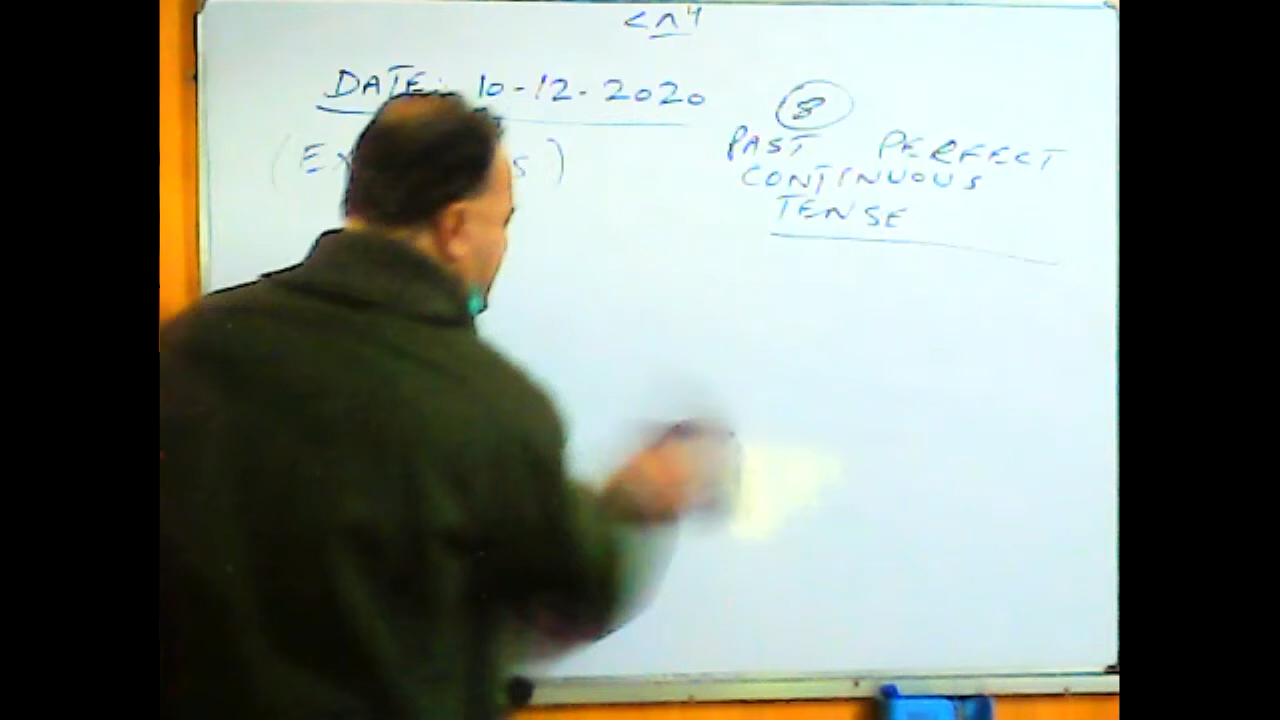 DATE: 10-12-2020
8
PAST PERFECT
CONTINUOUS
TENSE